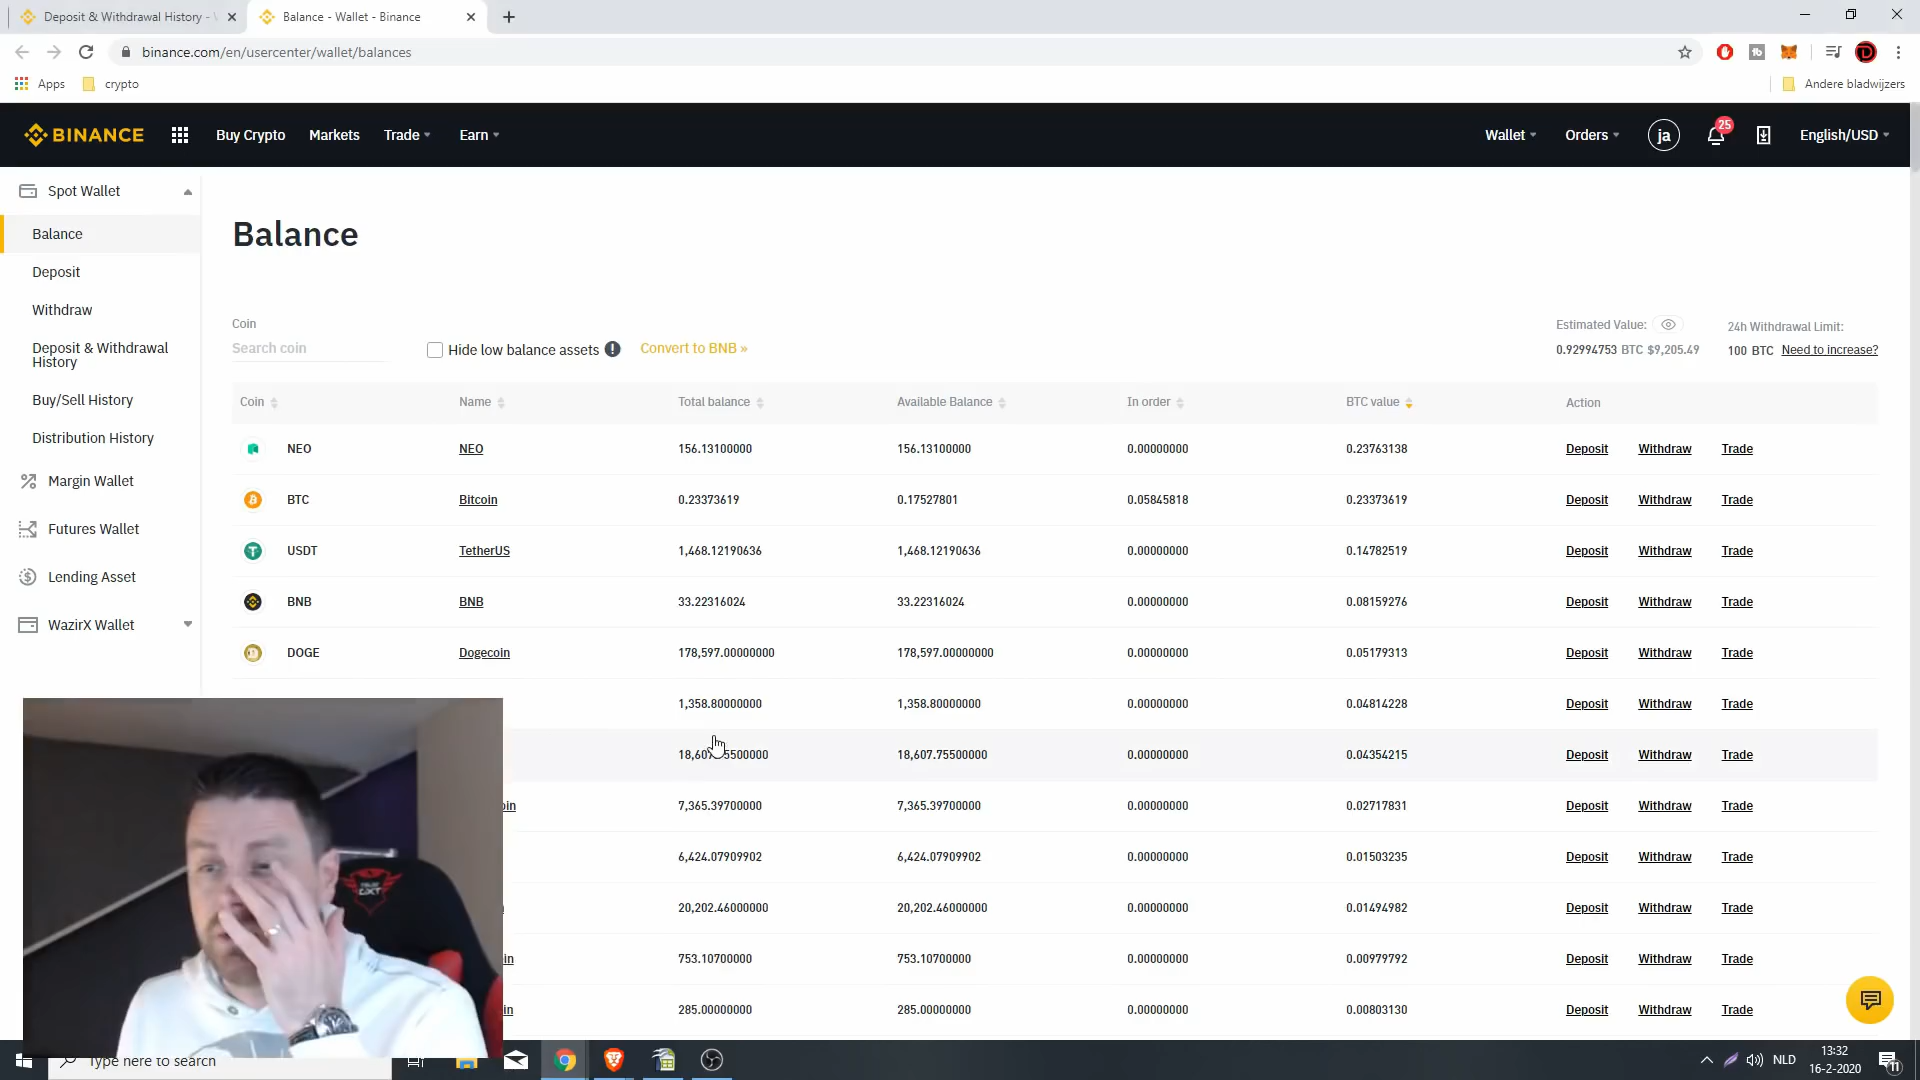 Deposit & Withdrawal History -
Balance - Wallet - Binance
binance.com/en/usercenter/wallet/balances
Apps
crypto
Andere bladwijzers
BINANCE
Buy Crypto
Markets
Trade
Earn
Wallet
Orders
ja
25
English/USD
Spot Wallet
Balance
Deposit
Withdraw
Deposit & Withdrawal
History
Buy/Sell History
Distribution History
Margin Wallet
Futures Wallet
Lending Asset
WazirX Wallet
Balance
Coin
Search coin
Hide low balance assets
Convert to BNB »
Estimated Value:
0.92994753 BTC $9,205.49
24h Withdrawal Limit:
100 BTC Need to increase?
Coin Name Total balance Available Balance In order BTC value Action
NEO NEO 156.13100000 156.13100000 0.00000000 0.23763138 Deposit Withdraw Trade
BTC Bitcoin 0.23373619 0.17527801 0.05845818 0.23373619 Deposit Withdraw Trade
USDT TetherUS 1,468.12190636 1,468.12190636 0.00000000 0.14782519 Deposit Withdraw Trade
BNB BNB 33.22316024 33.22316024 0.00000000 0.08159276 Deposit Withdraw Trade
DOGE Dogecoin 178,597.00000000 178,597.00000000 0.00000000 0.05179313 Deposit Withdraw Trade
1,358.80000000 1,358.80000000 0.00000000 0.04814228 Deposit Withdraw Trade
18,607.75500000 18,607.75500000 0.00000000 0.04354215 Deposit Withdraw Trade
in 7,365.39700000 7,365.39700000 0.00000000 0.02717831 Deposit Withdraw Trade
6,424.07909902 6,424.07909902 0.00000000 0.01503235 Deposit Withdraw Trade
20,202.46000000 20,202.46000000 0.00000000 0.01494982 Deposit Withdraw Trade
in 753.10700000 753.10700000 0.00000000 0.00979792 Deposit Withdraw Trade
in 285.00000000 285.00000000 0.00000000 0.00803130 Deposit Withdraw Trade
Type here to search
NLD
13:32
16-2-2020
11